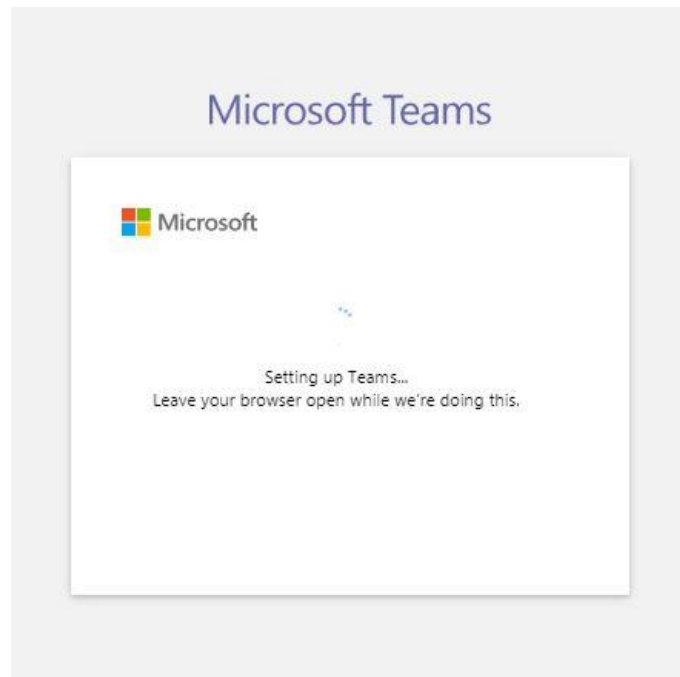 Microsoft Teams
Microsoft
Setting up Teams...
Leave your browser open while we're doing this.